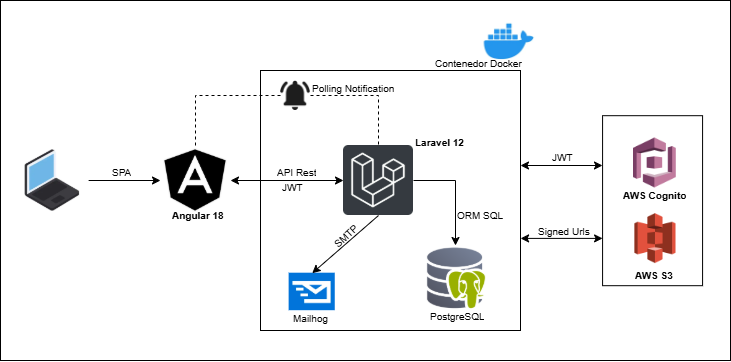 Contenedor Docker
Polling Notification
Laravel 12
SPA
API Rest
JWT
JWT
AWS Cognito
Angular 18
ORM SQL
SMTP
Signed Urls
AWS S3
Mailhog
PostgreSQL